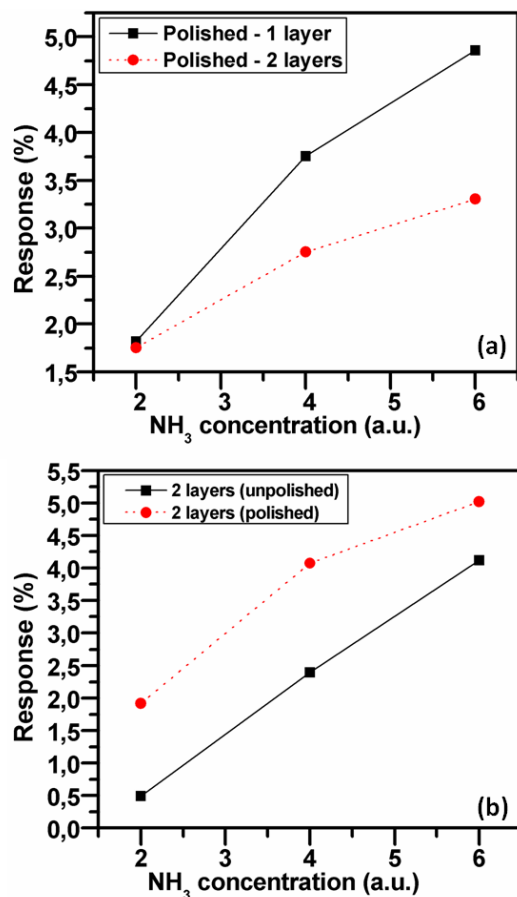 Polished - 1 layer
Polished - 2 layers
5,0
4,5
4,0
3,5
3,0
2,5
2,0
1,5
Response (%)
(a)
2 3 4 5 6
NH3 concentration (a.u.)
2 layers (unpolished)
2 layers (polished)
5,5
5,0
4,5
4,0
3,5
3,0
2,5
2,0
1,5
1,0
0,5
0,0
Response (%)
(b)
2 3 4 5 6
NH3 concentration (a.u.)